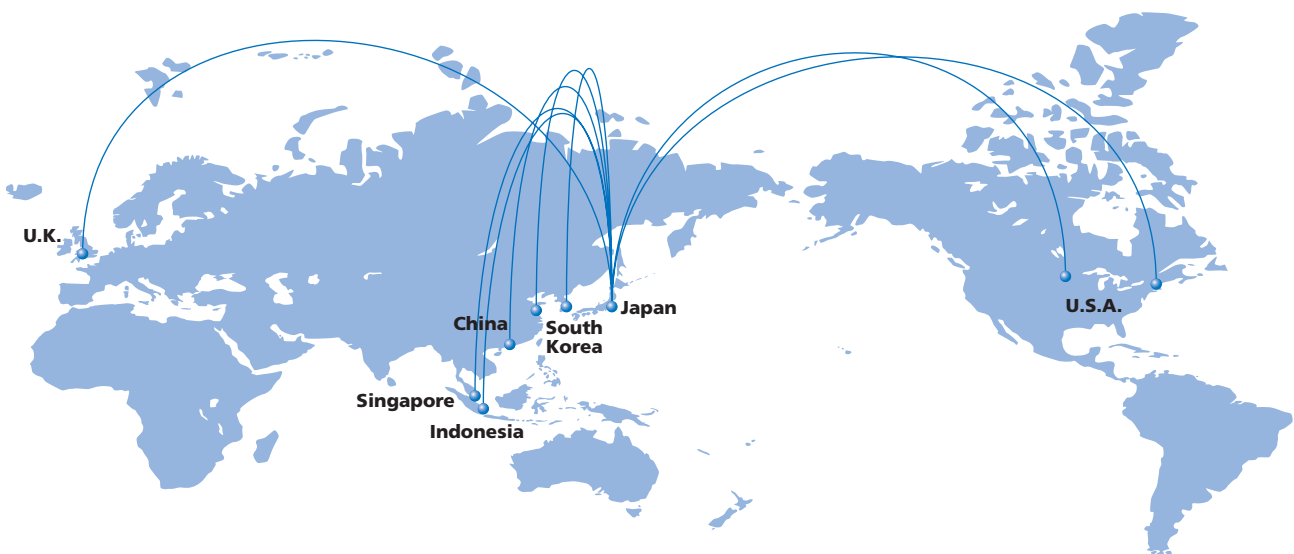 U.K.
Japan
U.S.A.
China
South
Korea
Singapore
Indonesia